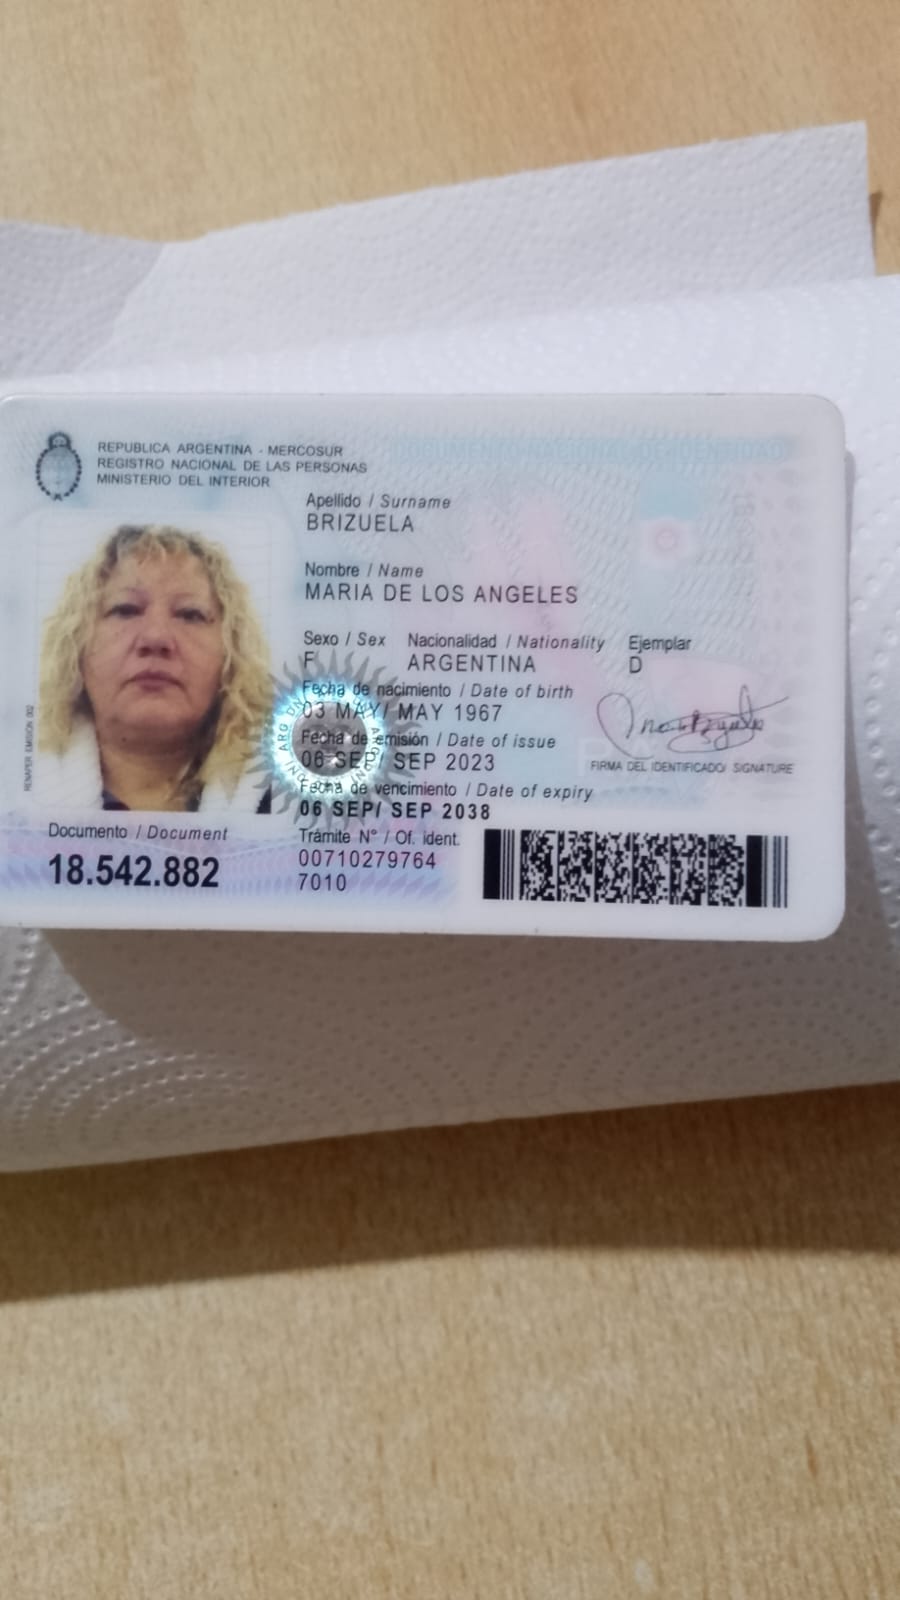 REPUBLICA ARGENTINA - MERCOSUR
REGISTRO NACIONAL DE LAS PERSONAS
MINISTERIO DEL INTERIOR
DOCUMENTO NACIONAL DE IDENTIDAD
Apellido / Surname
BRIZUELA
Nombre / Name
MARIA DE LOS ANGELES
Sexo / Sex Nacionalidad / Nationality Ejemplar
F ARGENTINA D
Fecha de nacimiento / Date of birth
03 MAY/ MAY 1967
Fecha de emisión / Date of issue
06 SEP/ SEP 2023
FIRMA DEL IDENTIFICADO/ SIGNATURE
Fecha de vencimiento / Date of expiry
06 SEP/ SEP 2038
Documento / Document
18.542.882
Trámite N° / Of. ident.
00710279764
7010
RENAPER EMISION 002